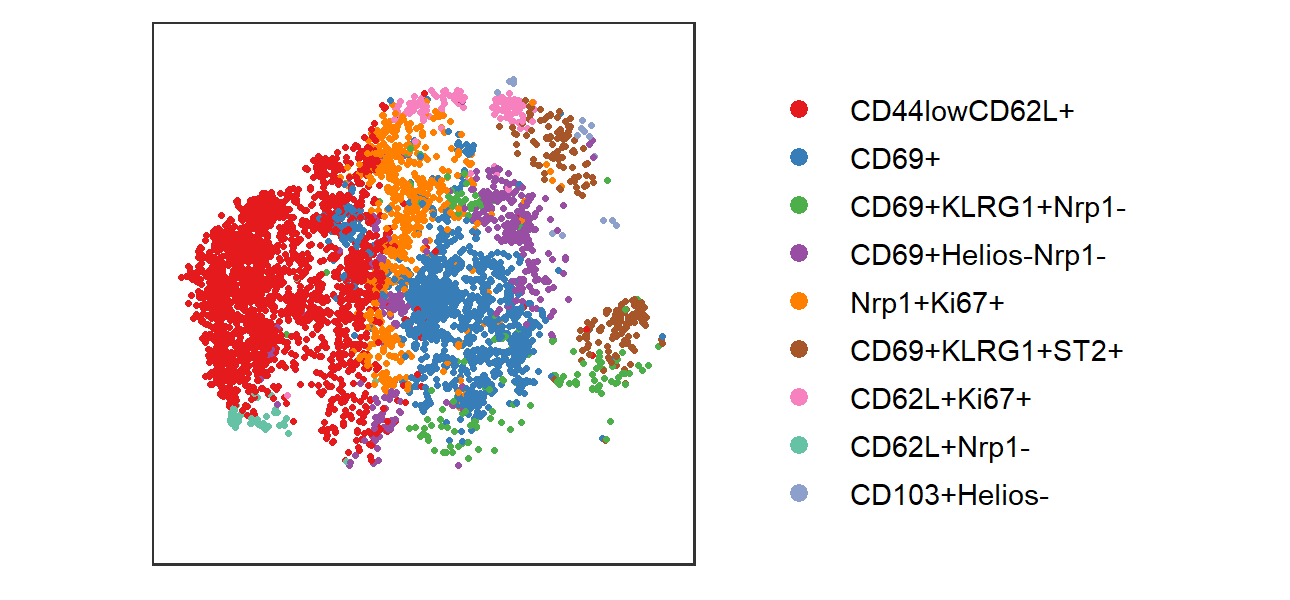 CD44lowCD62L+
CD69+
CD69+KLRG1+Nrp1-
CD69+Helios-Nrp1-
Nrp1+Ki67+
CD69+KLRG1+ST2+
CD62L+Ki67+
CD62L+Nrp1-
CD103+Helios-